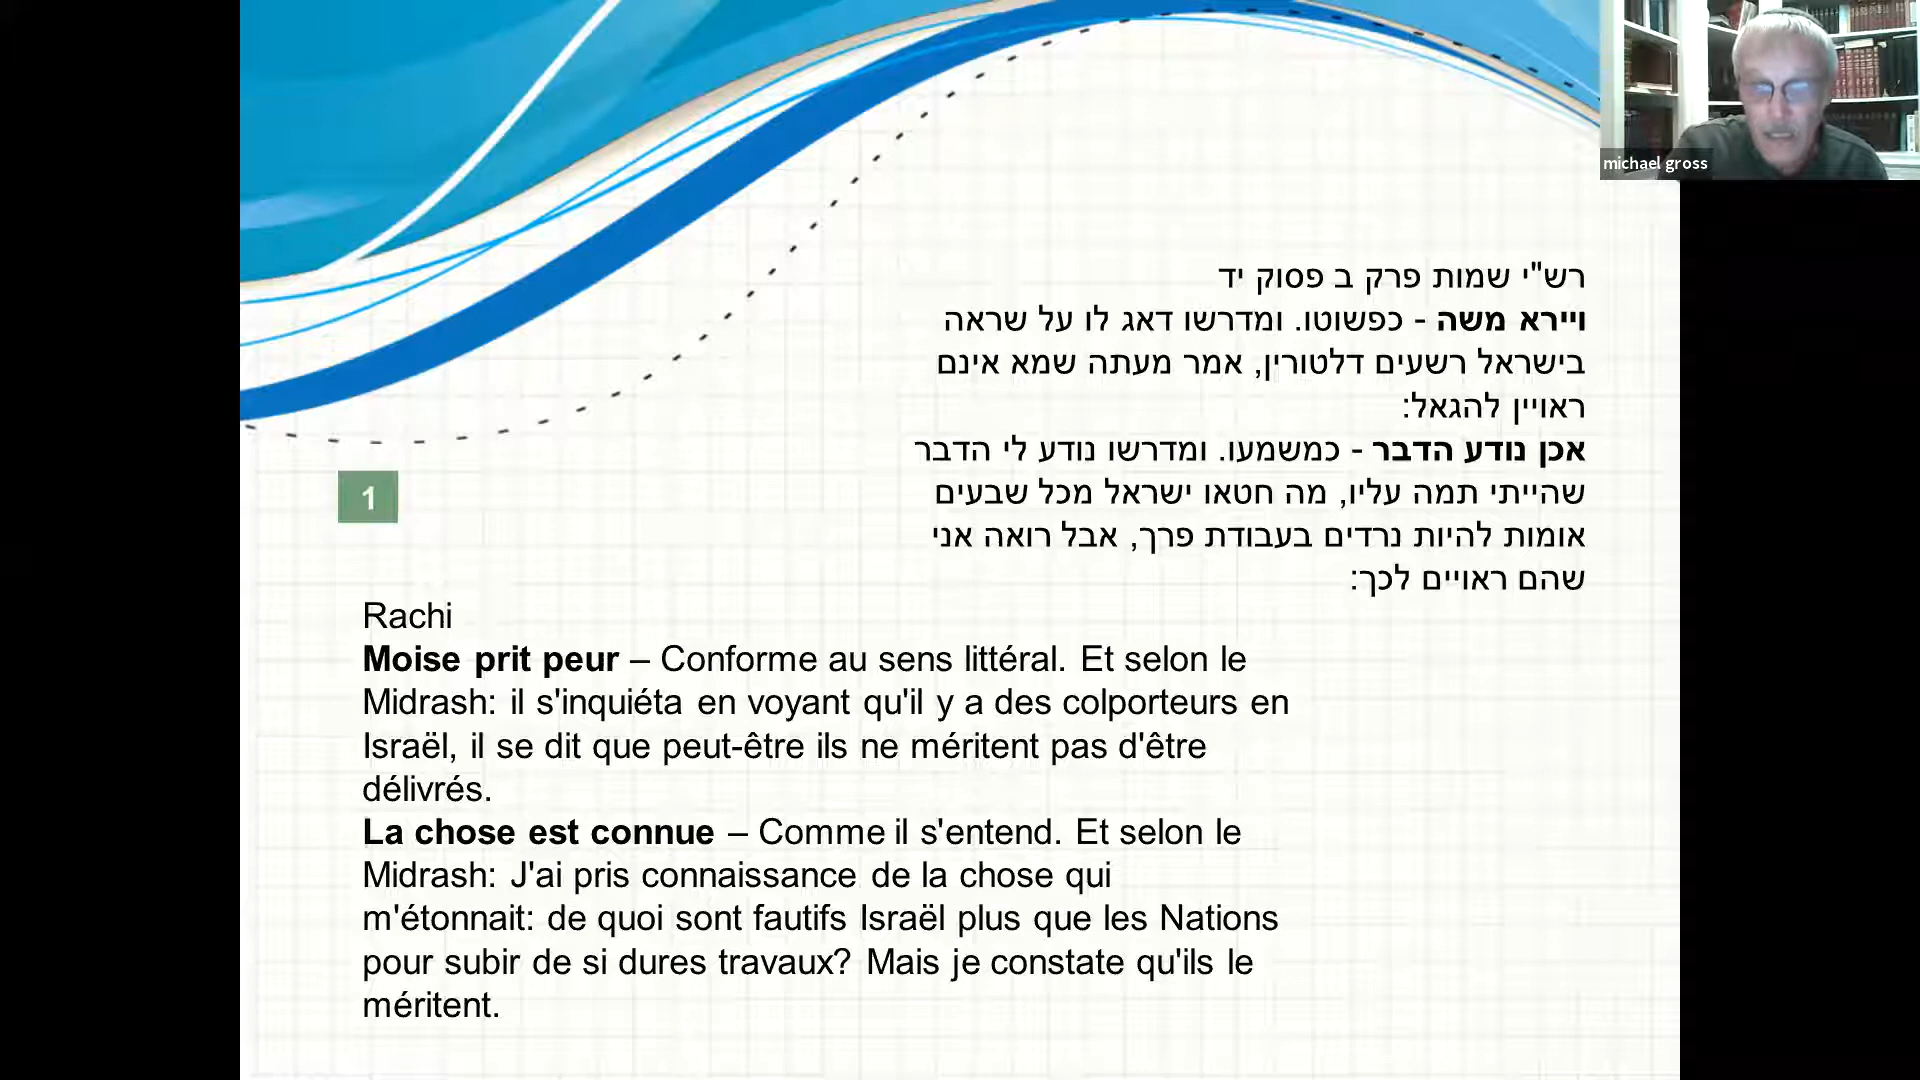 michael gross
רש"י שמות פרק ב פסוק יד
ויירא משה - כפשוטו. ומדרשו דאג לו על שראה
בישראל רשעים דלטורין, אמר מעתה שמא אינם
ראויין להגאל:
אכן נודע הדבר - כמשמעו. ומדרשו נודע לי הדבר
שהייתי תמה עליו, מה חטאו ישראל מכל שבעים
אומות להיות נרדים בעבודת פרך, אבל רואה אני
שהם ראויים לכך:
1
Rachi
Moise prit peur – Conforme au sens littéral. Et selon le
Midrash: il s'inquiéta en voyant qu'il y a des colporteurs en
Israël, il se dit que peut-être ils ne méritent pas d'être
délivrés.
La chose est connue – Comme il s'entend. Et selon le
Midrash: J'ai pris connaissance de la chose qui
m'étonnait: de quoi sont fautifs Israël plus que les Nations
pour subir de si dures travaux? Mais je constate qu'ils le
méritent.